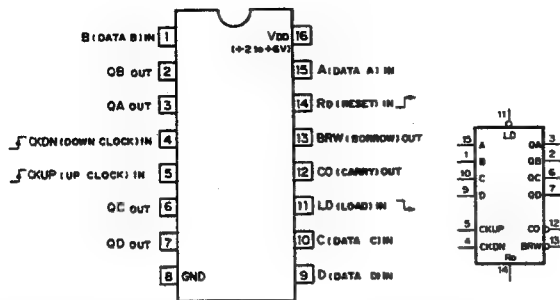 B(DATA B)IN 1
QB OUT 2
QA OUT 3
CKDN(DOWN CLOCK)IN 4
CKUP(UP CLOCK)IN 5
QC OUT 6
QD OUT 7
8 GND
VDD 16
(+2 to +6V)
15 A(DATA A)IN
14 RD(RESET)IN
13 BRW(BORROW)OUT
12 CO(CARRY)OUT
11 LD(LOAD)IN
10 C(DATA C)IN
9 D(DATA D)IN
11
LD
15 A QA 3
1 B QB 2
10 C QC 6
9 D QD 7
5 CKUP CO 12
4 CKDN BRW 13
RD
14